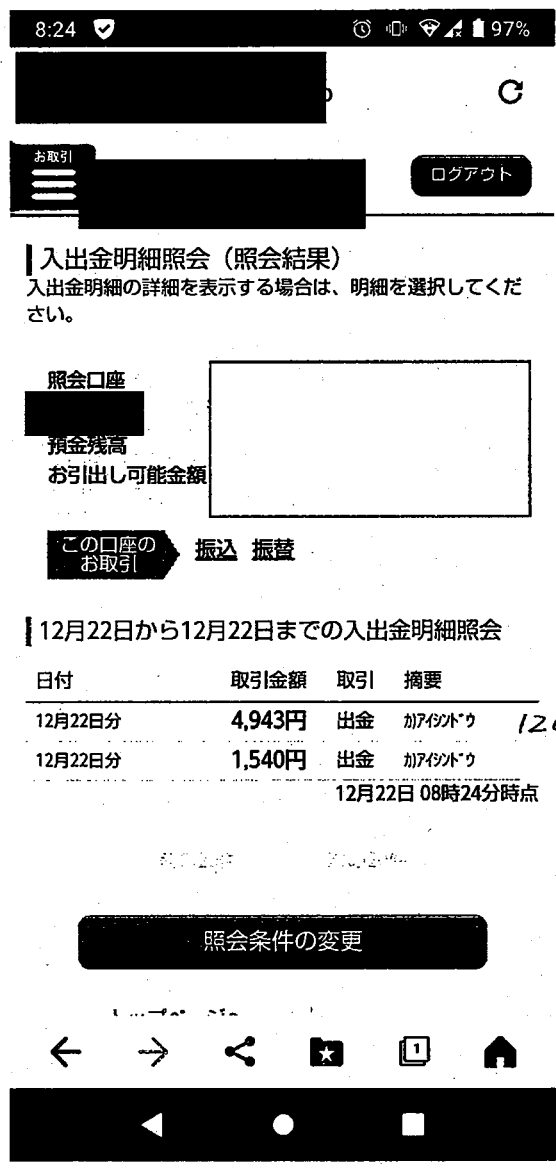 8:24
97%
お取引
ログアウト
入出金明細照会（照会結果）
入出金明細の詳細を表示する場合は、明細を選択してくだ
さい。
照会口座
預金残高
お引出し可能金額
この口座の
お取引
振込 振替
12月22日から12月22日までの入出金明細照会
日付 取引金額 取引 摘要
12月22日分 4,943円 出金 ｶ)ｱｲｼﾝﾄﾞｳ
12月22日分 1,540円 出金 ｶ)ｱｲｼﾝﾄﾞｳ
12月22日 08時24分時点
照会条件の変更
1